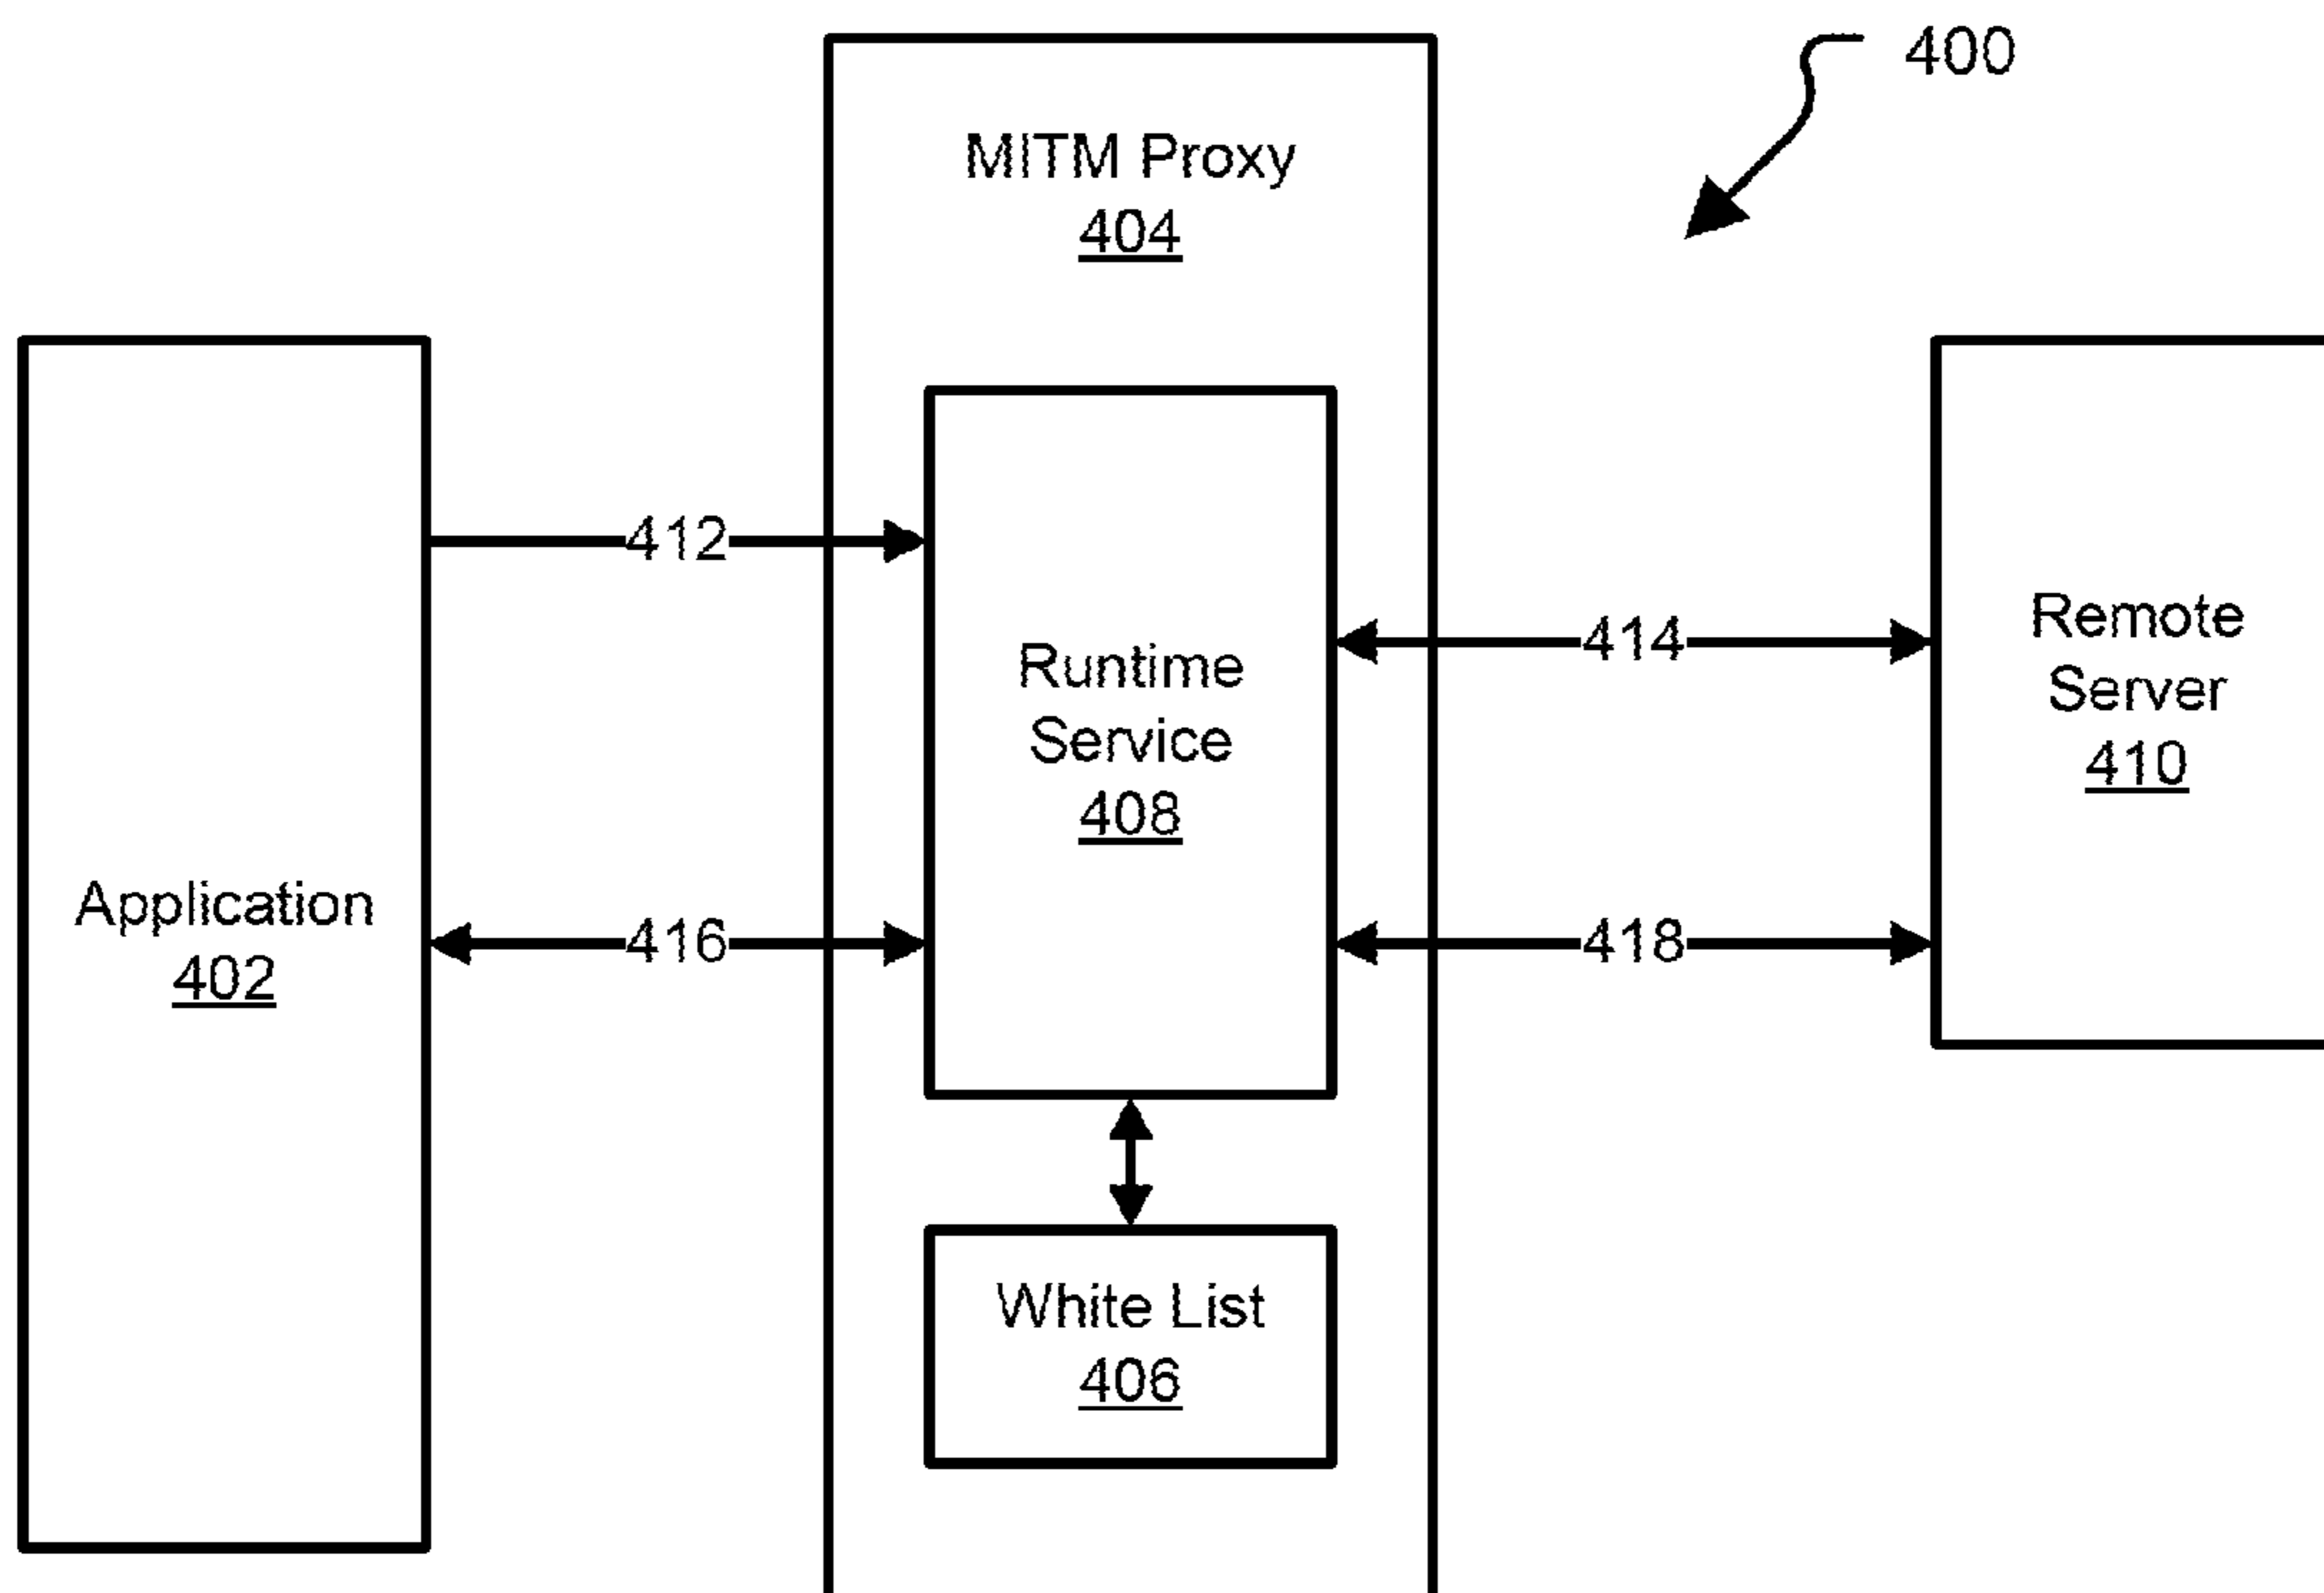 400
MITM Proxy
404
412
Runtime
Service
408
414
Remote
Server
410
Application
402
416
418
White List
406